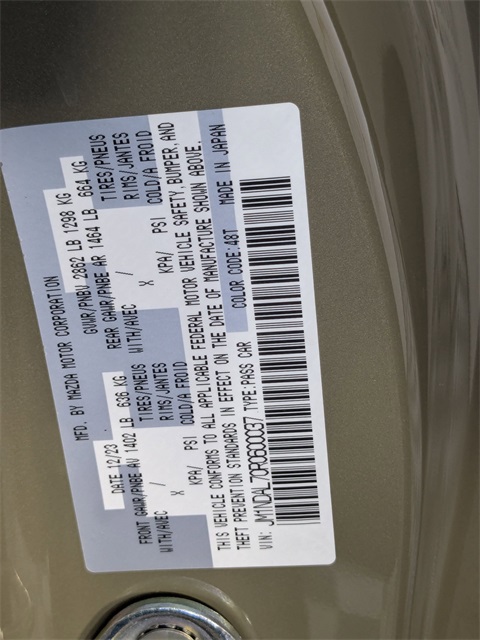 MFD. BY MAZDA MOTOR CORPORATION
DATE 12/23 GVWR/PNBV 2862 LB 1298 KG
FRONT GAWR/PNBE AV 1402 LB 636 KG REAR GAWR/PNBE AR 1464 LB 664 KG
WITH/AVEC / TIRES/PNEUS WITH/AVEC / TIRES/PNEUS
X RIMS/JANTES X RIMS/JANTES
KPA/ PSI COLD/A FROID KPA/ PSI COLD/A FROID
THIS VEHICLE CONFORMS TO ALL APPLICABLE FEDERAL MOTOR VEHICLE SAFETY,BUMPER,AND
THEFT PREVENTION STANDARDS IN EFFECT ON THE DATE OF MANUFACTURE SHOWN ABOVE.
COLOR CODE:48T MADE IN JAPAN
VIN: JM1NDAL70R0600037 TYPE:PASS CAR